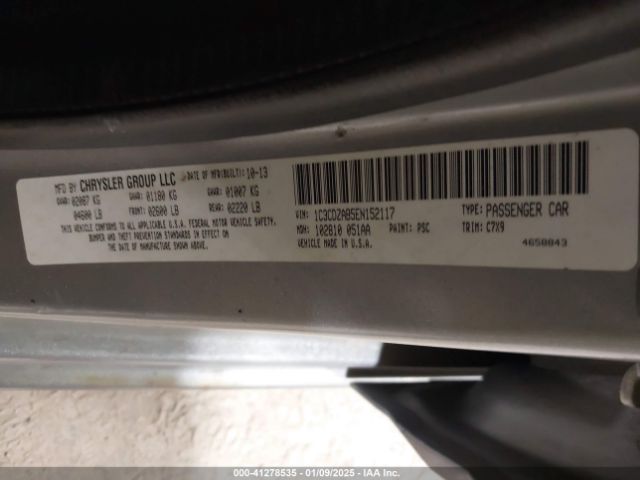 MFD BY CHRYSLER GROUP LLC DATE OF MFR(BUILT): 10-13
GVWR: 02087 KG GAWR: 01180 KG GAWR: 01007 KG
04600 LB FRONT: 02600 LB REAR: 02220 LB
THIS VEHICLE CONFORMS TO ALL APPLICABLE U.S.A. FEDERAL MOTOR VEHICLE SAFETY,
BUMPER AND THEFT PREVENTION STANDARDS IN EFFECT ON
THE DATE OF MANUFACTURE SHOWN ABOVE.
VIN: 1C3CDZAB5EN152117 TYPE: PASSENGER CAR
MDH: 102810 051AA PAINT: PSC TRIM: C7X9
MADE IN U.S.A. 4658843
000-41278535 - 01/09/2025 - IAA Inc.